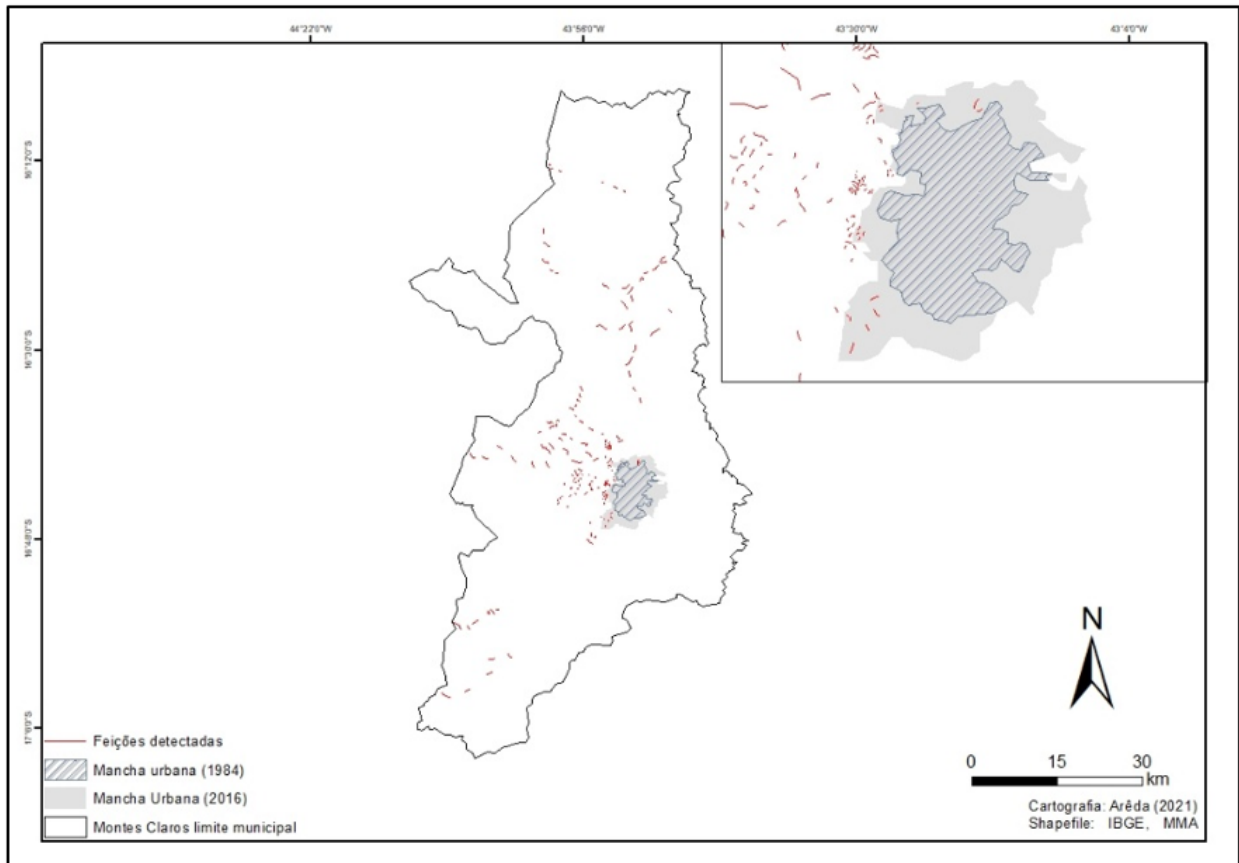 44°22'0"W
43°56'0"W
43°30'0"W
43°4'0"W
16°12'0"S
16°30'0"S
16°48'0"S
17°6'0"S
N
Feições detectadas
Mancha urbana (1984)
Mancha Urbana (2016)
Montes Claros limite municipal
0 15 30
km
Cartografia: Arêda (2021)
Shapefile: IBGE, MMA